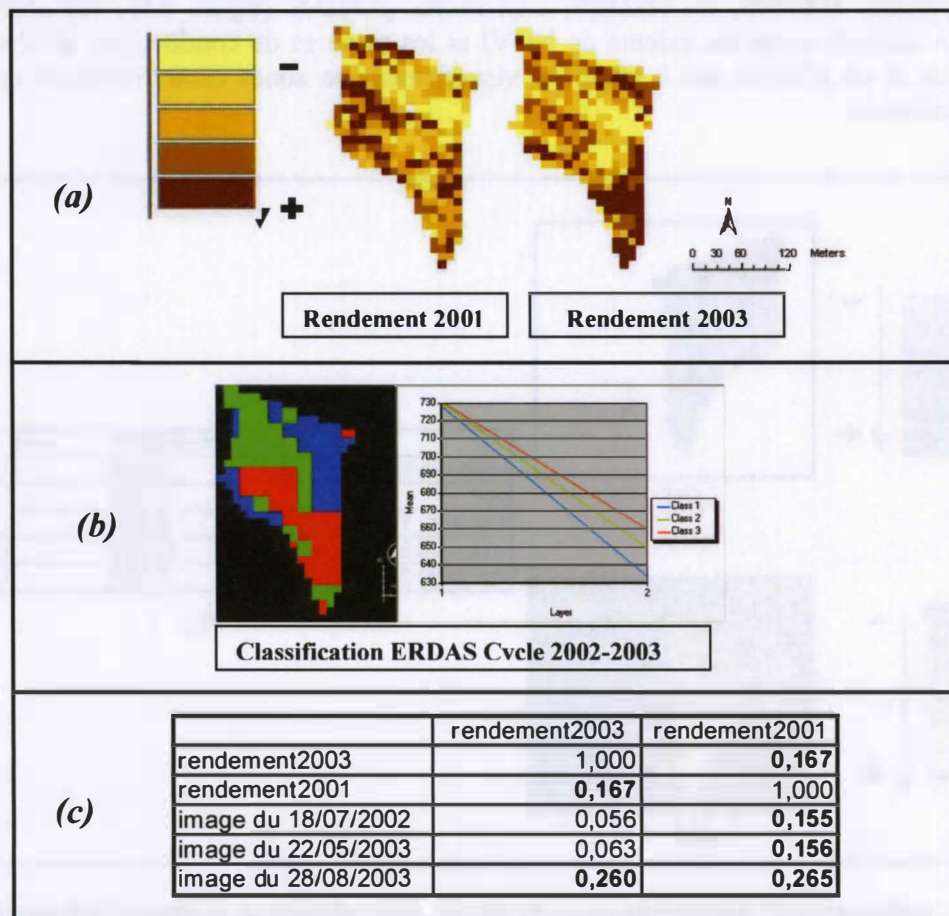 (a)
-
+
N
0 30 60 120 Meters
Rendement 2001
Rendement 2003
(b)
730
720
710
700
690
680
670
660
650
640
630
Mean
1 2
Layer
Class 1
Class 2
Class 3
Classification ERDAS Cycle 2002-2003
(c)
rendement2003 rendement2001
rendement2003 1,000 0,167
rendement2001 0,167 1,000
image du 18/07/2002 0,056 0,155
image du 22/05/2003 0,063 0,156
image du 28/08/2003 0,260 0,265